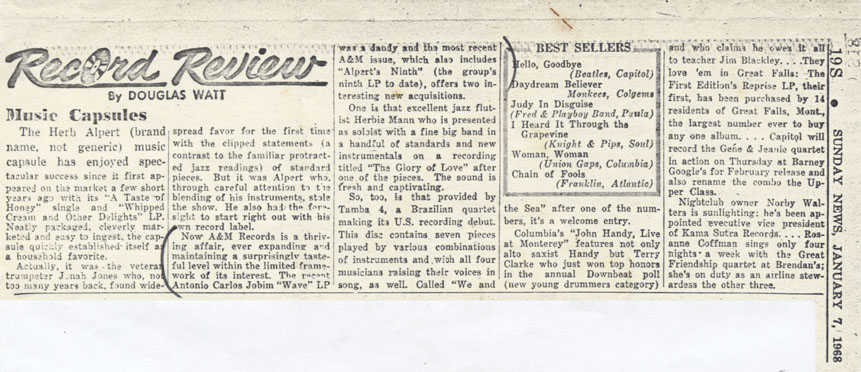 Record Review
By DOUGLAS WATT
Music Capsules
The Herb Alpert (brand
name, not generic) music
capsule has enjoyed spec-
tacular success since it first ap-
peared on the market a few short
years ago with its "A Taste of
Honey" single and "Whipped
Cream and Other Delights" LP.
Neatly packaged, cleverly mar-
keted and easy to ingest, the cap-
sule quickly established itself as
a household favorite.
Actually, it was the veteran
trumpeter Jonah Jones who, not
too many years back, found wide-
spread favor for the first time
with the clipped statements (a
contrast to the familiar protract-
ed jazz readings) of standard
pieces. But it was Alpert who,
through careful attention to the
blending of his instruments, stole
the show. He also had the fore-
sight to start right out with his
own record label.
Now A&M Records is a thriv-
ing affair, ever expanding and
maintaining a surprisingly taste-
ful level within the limited frame-
work of its interest. The recent
Antonio Carlos Jobim "Wave" LP
was a dandy and the most recent
A&M issue, which also includes
"Alpert's Ninth" (the group's
ninth LP to date), offers two in-
teresting new acquisitions.
One is that excellent jazz flut-
ist Herbie Mann who is presented
as soloist with a fine big band in
a handful of standards and new
instrumentals on a recording
titled "The Glory of Love" after
one of the pieces. The sound is
fresh and captivating.
So, too, is that provided by
Tamba 4, a Brazilian quartet
making its U.S. recording debut.
This disc contains seven pieces
played by various combinations
of instruments and with all four
musicians raising their voices in
song, as well. Called "We and
BEST SELLERS
Hello, Goodbye
(Beatles, Capitol)
Daydream Believer
Monkees, Colgems
Judy In Disguise
(Fred & Playboy Band, Paula)
I Heard It Through the
Grapevine
(Knight & Pips, Soul)
Woman, Woman
(Union Gaps, Columbia)
Chain of Fools
(Franklin, Atlantic)
the Sea" after one of the num-
bers, it's a welcome entry.
Columbia's "John Handy, Live
at Monterey" features not only
alto saxist Handy but Terry
Clarke who just won top honors
in the annual Downbeat poll
(new young drummers category)
and who claims he owes it all
to teacher Jim Blackley. . . . They
love 'em in Great Falls: The
First Edition's Reprise LP, their
first, has been purchased by 14
residents of Great Falls, Mont.,
the largest number ever to buy
any one album. . . . Capitol will
record the Gene & Jeanie quartet
in action on Thursday at Barney
Google's for February release and
also rename the combo the Up-
per Class.
Nightclub owner Norby Wal-
ters is sunlighting: he's been ap-
pointed executive vice president
of Kama Sutra Records. . . . Ros-
anne Coffman sings only four
nights a week with the Great
Friendship quartet at Brendan's;
she's on duty as an airline stew-
ardess the other three.
19S • SUNDAY NEWS, JANUARY 7, 1968